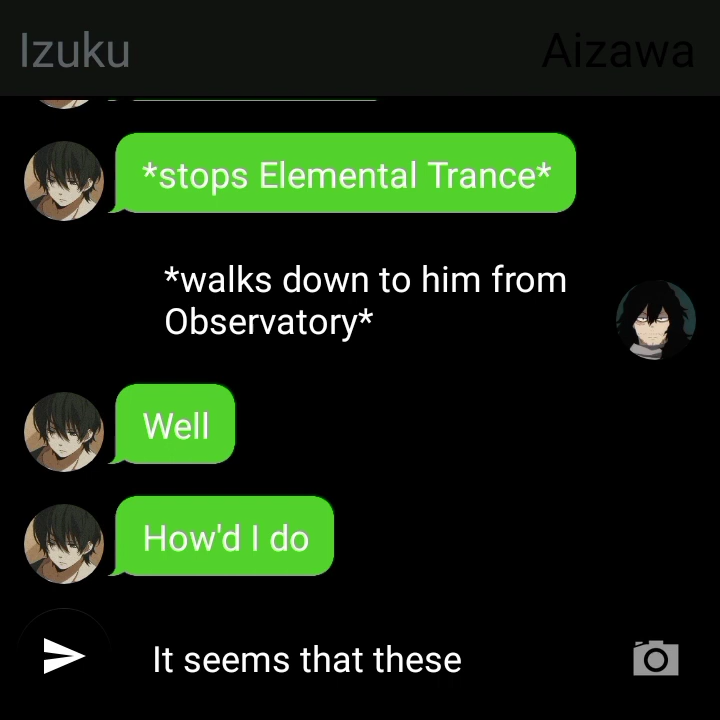 Izuku Aizawa
*stops Elemental Trance*
*walks down to him from
Observatory*
Well
How'd I do
It seems that these